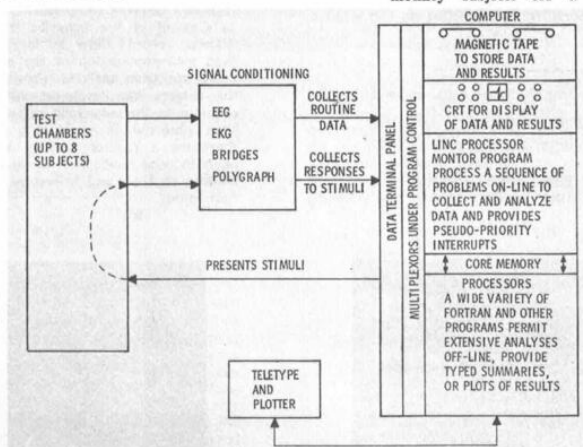 COMPUTER
MAGNETIC TAPE
TO STORE DATA
AND RESULTS
SIGNAL CONDITIONING
CRT FOR DISPLAY
OF DATA AND RESULTS
TEST
CHAMBERS
(UP TO 8
SUBJECTS)
EEG
EKG
BRIDGES
POLYGRAPH
COLLECTS
ROUTINE
DATA
COLLECTS
RESPONSES
TO STIMULI
DATA TERMINAL PANEL
MULTIPLEXORS UNDER PROGRAM CONTROL
LINC PROCESSOR
MONTOR PROGRAM
PROCESS A SEQUENCE OF
PROBLEMS ON-LINE TO
COLLECT AND ANALYZE
DATA AND PROVIDES
PSEUDO-PRIORITY
INTERRUPTS
PRESENTS STIMULI
CORE MEMORY
PROCESSORS
A WIDE VARIETY OF
FORTRAN AND OTHER
PROGRAMS PERMIT
EXTENSIVE ANALYSES
OFF-LINE, PROVIDE
TYPED SUMMARIES,
OR PLOTS OF RESULTS
TELETYPE
AND
PLOTTER